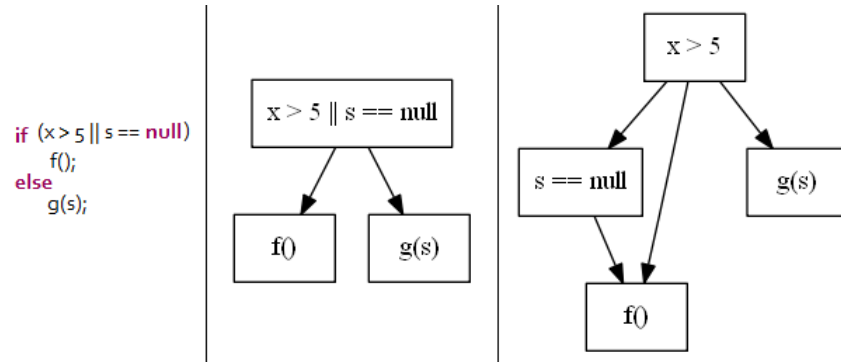 if (x > 5 || s == null)
f();
else
g(s);
x > 5 || s == null
f()
g(s)
x > 5
s == null
g(s)
f()